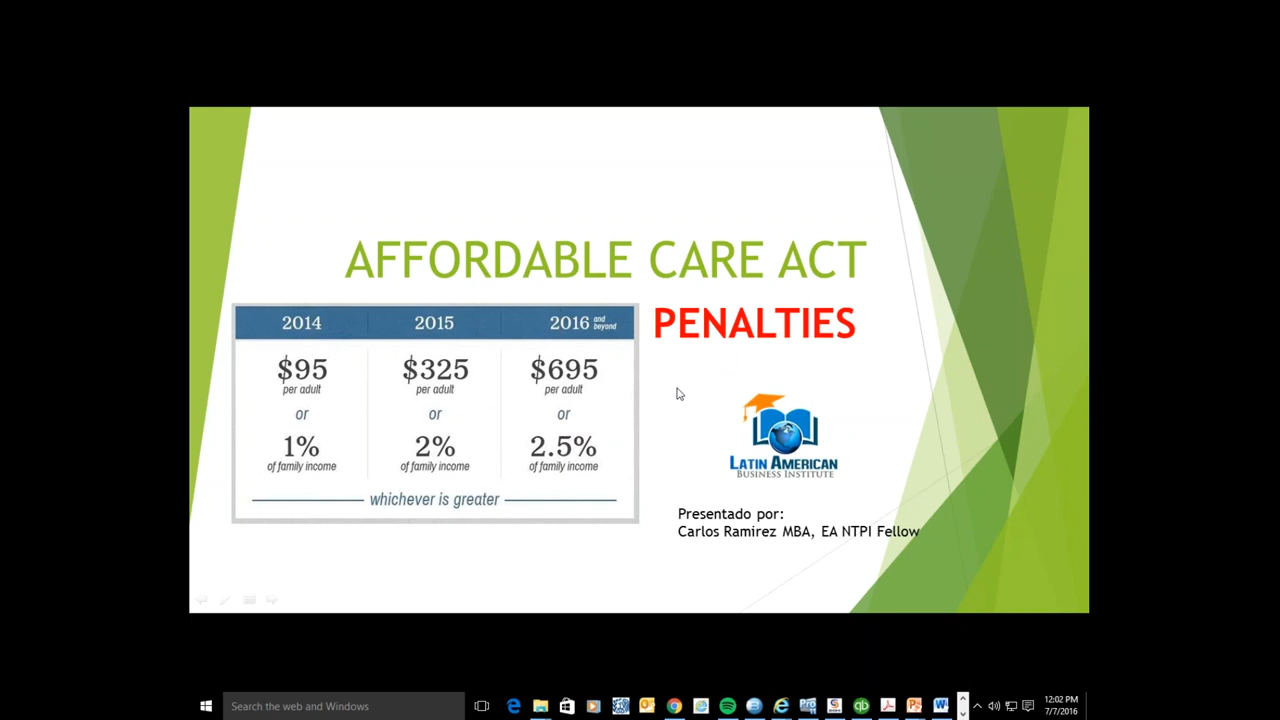 AFFORDABLE CARE ACT
PENALTIES
2014 2015 2016 and beyond
$95 $325 $695
per adult per adult per adult
or or or
1% 2% 2.5%
of family income of family income of family income
whichever is greater
LATIN AMERICAN
BUSINESS INSTITUTE
Presentado por:
Carlos Ramirez MBA, EA NTPI Fellow
Search the web and Windows
12:02 PM
7/7/2016